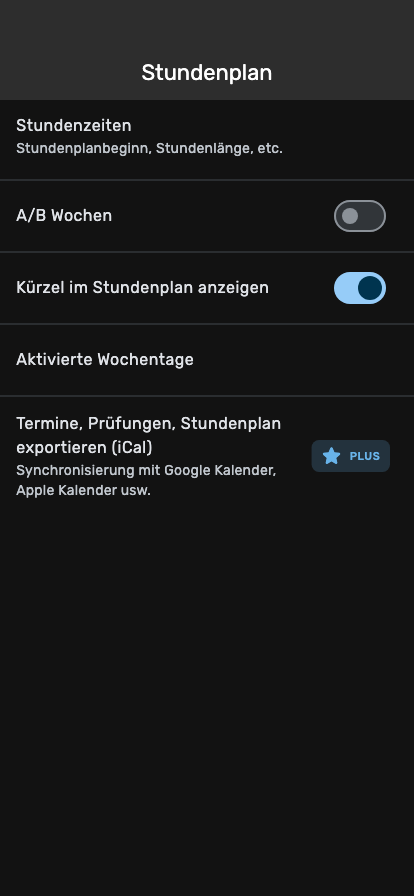 Stundenplan
Stundenzeiten
Stundenplanbeginn, Stundenlänge, etc.
A/B Wochen
Kürzel im Stundenplan anzeigen
Aktivierte Wochentage
Termine, Prüfungen, Stundenplan
exportieren (iCal)
PLUS
Synchronisierung mit Google Kalender,
Apple Kalender usw.